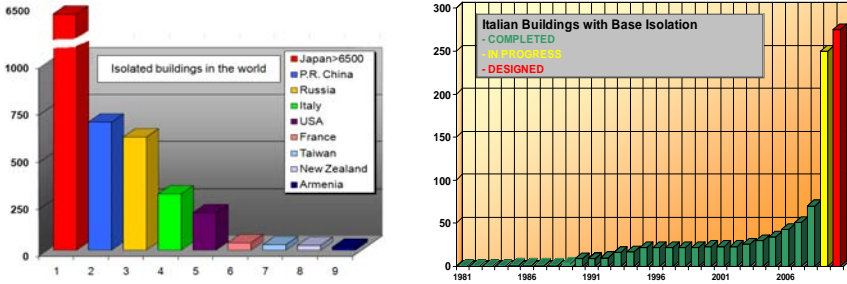 6500
1000
750
500
250
0
Isolated buildings in the world
Japan>6500
P.R. China
Russia
Italy
USA
France
Taiwan
New Zealand
Armenia
1 2 3 4 5 6 7 8 9
300
250
200
150
100
50
0
Italian Buildings with Base Isolation
- COMPLETED
- IN PROGRESS
- DESIGNED
1981 1986 1991 1996 2001 2006